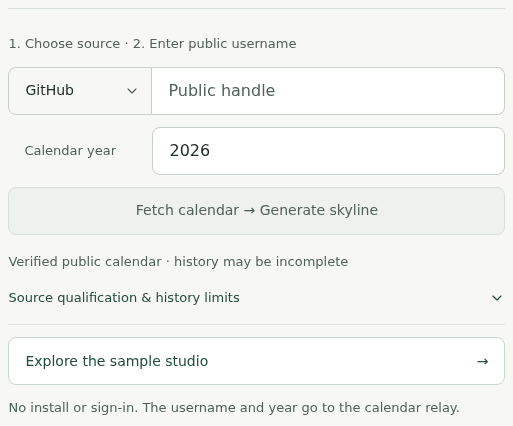 1. Choose source · 2. Enter public username
GitHub
Public handle
Calendar year
2026
Fetch calendar → Generate skyline
Verified public calendar · history may be incomplete
Source qualification & history limits
Explore the sample studio →
No install or sign-in. The username and year go to the calendar relay.